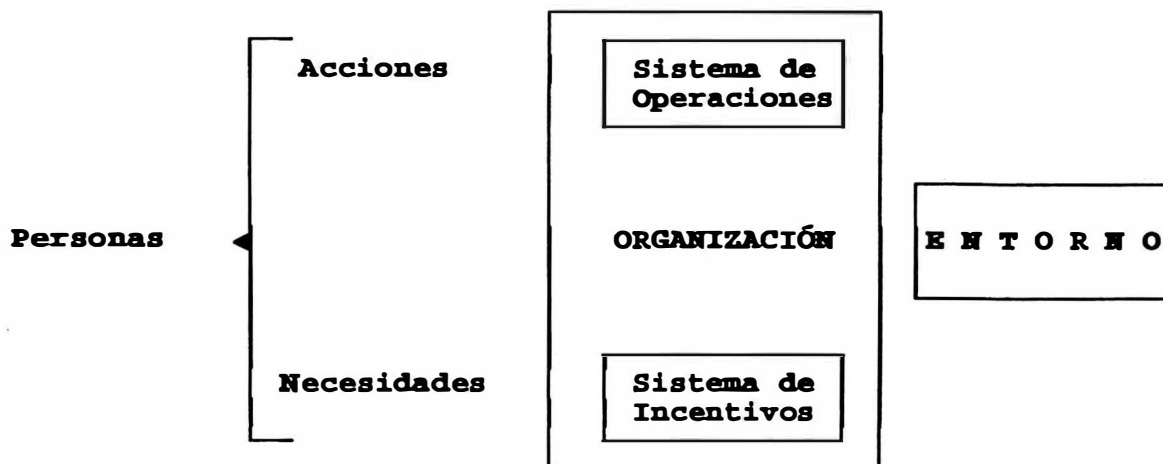 Acciones
Sistema de
Operaciones
Personas
ORGANIZACIÓN
E N T O R N O
Necesidades
Sistema de
Incentivos